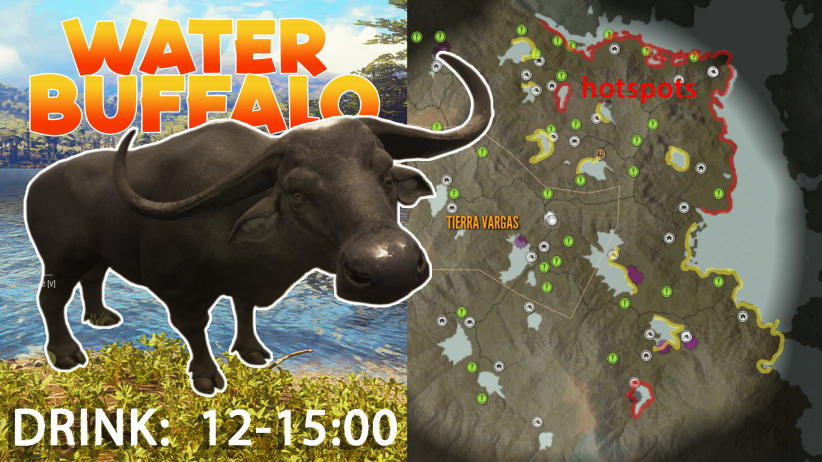 WATER
BUFFALO
hotspots
TIERRA VARGAS
DRINK: 12-15:00